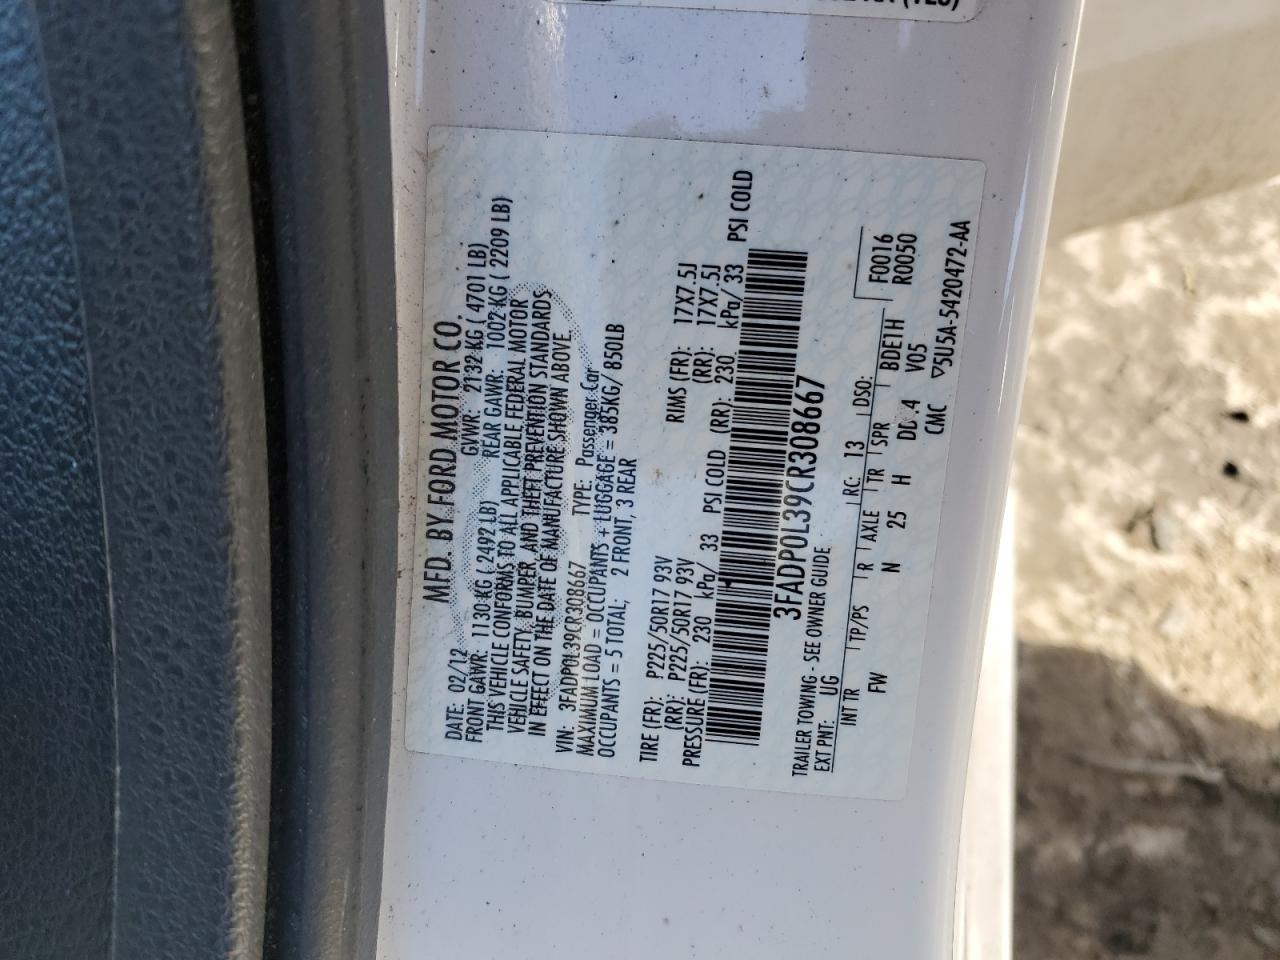 (TLS)
MFD. BY FORD MOTOR CO.
DATE: 02/12 GVWR: 2132 KG ( 4701 LB)
FRONT GAWR: 1130 KG ( 2492 LB) REAR GAWR: 1002 KG ( 2209 LB)
THIS VEHICLE CONFORMS TO ALL APPLICABLE FEDERAL MOTOR
VEHICLE SAFETY, BUMPER, AND THEFT PREVENTION STANDARDS
IN EFFECT ON THE DATE OF MANUFACTURE SHOWN ABOVE
VIN: 3FADP0L39CR308667 TYPE: Passenger Car
MAXIMUM LOAD = OCCUPANTS + LUGGAGE = 385KG/ 850LB
OCCUPANTS = 5 TOTAL; 2 FRONT, 3 REAR
TIRE (FR): P225/50R17 93V RIMS (FR): 17X7.5J
(RR): P225/50R17 93V (RR): 17X7.5J
PRESSURE (FR): 230 kPa/ 33 PSI COLD (RR): 230 kPa/ 33 PSI COLD
3FADP0L39CR308667
TRAILER TOWING - SEE OWNER GUIDE
EXT PNT: UG RC: 13 DSO: F0016
R0050
INT TR TP/PS R AXLE TR SPR BDE1H
FW N 25 H V05
CMC ▽5U5A-5420472-AA